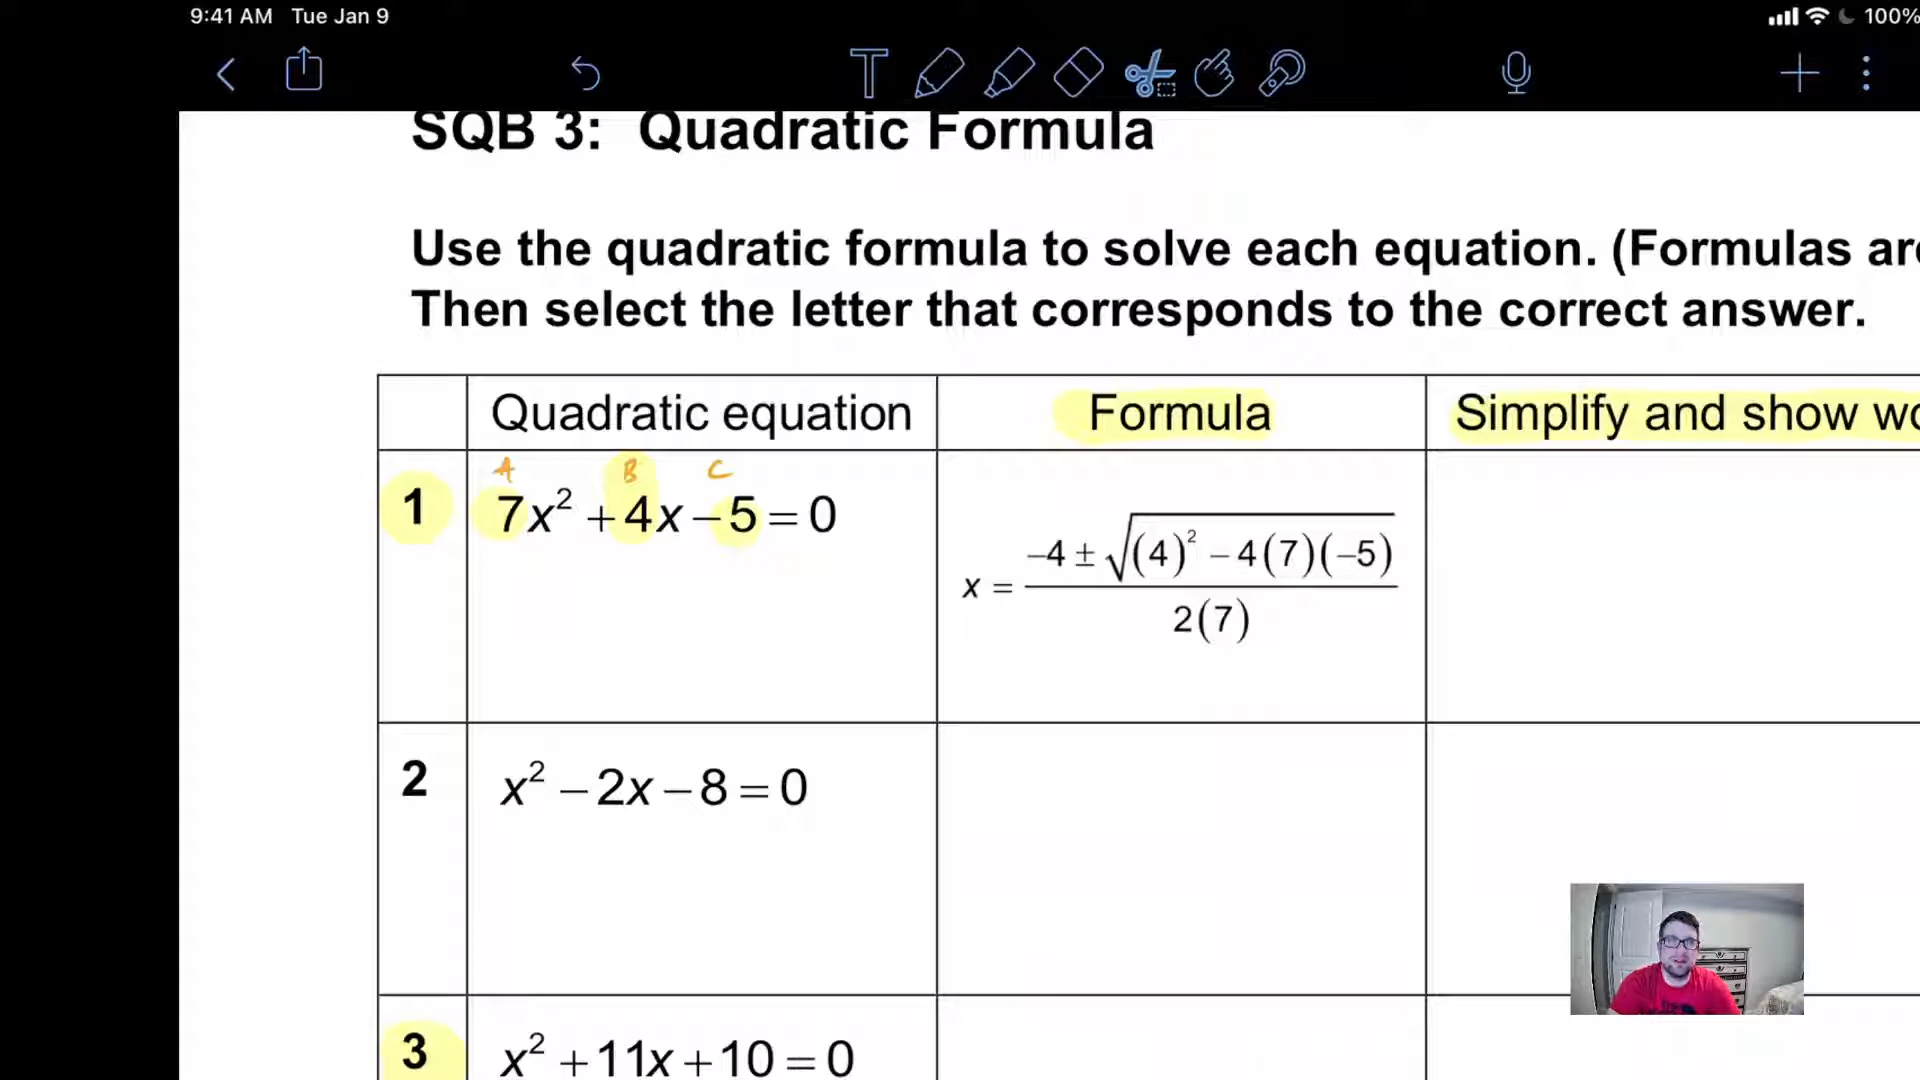 9:41 AM Tue Jan 9
100%
SQB 3: Quadratic Formula
Use the quadratic formula to solve each equation. (Formulas are
Then select the letter that corresponds to the correct answer.
Quadratic equation
Formula
Simplify and show wo
A B C
1
7x² + 4x − 5 = 0
x = (−4 ± √((4)² − 4(7)(−5))) / 2(7)
2
x² − 2x − 8 = 0
3
x² + 11x + 10 = 0